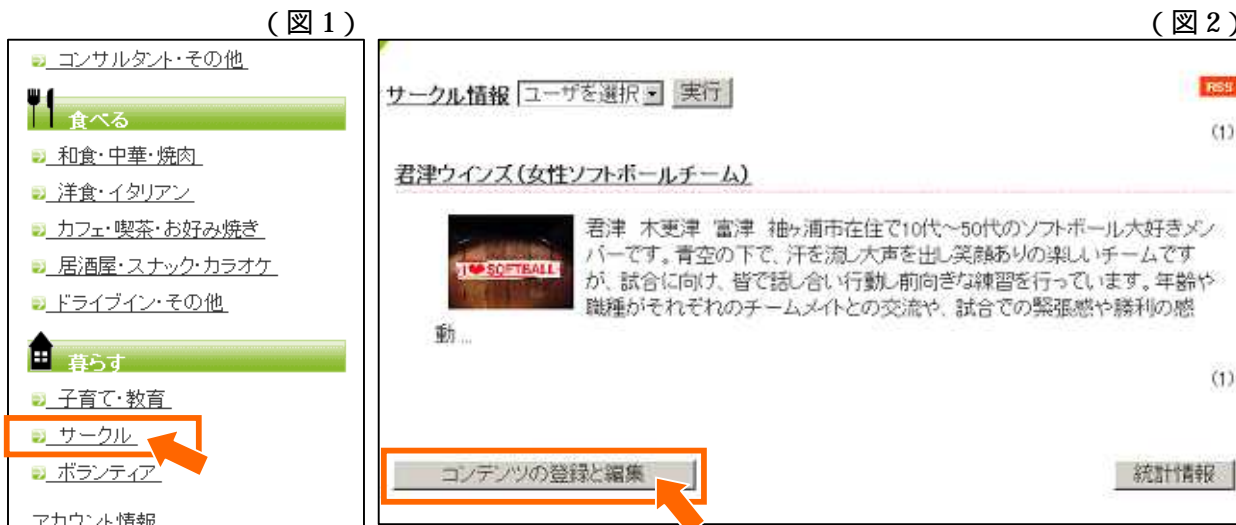 (図1)
コンサルタント・その他
食べる
和食・中華・焼肉
洋食・イタリアン
カフェ・喫茶・お好み焼き
居酒屋・スナック・カラオケ
ドライブイン・その他
暮らす
子育て・教育
サークル
ボランティア
アカウント情報
(図2)
サークル情報 ユーザを選択 実行
RSS
(1)
君津ウインズ(女性ソフトボールチーム)
I ♥ SOFTBALL
君津 木更津 富津 袖ヶ浦市在住で10代〜50代のソフトボール大好きメン
バーです。青空の下で、汗を流し大声を出し笑顔ありの楽しいチームです
が、試合に向け、皆で話し合い行動し前向きな練習を行っています。年齢や
職種がそれぞれのチームメイトとの交流や、試合での緊張感や勝利の感
動...
(1)
コンテンツの登録と編集
統計情報